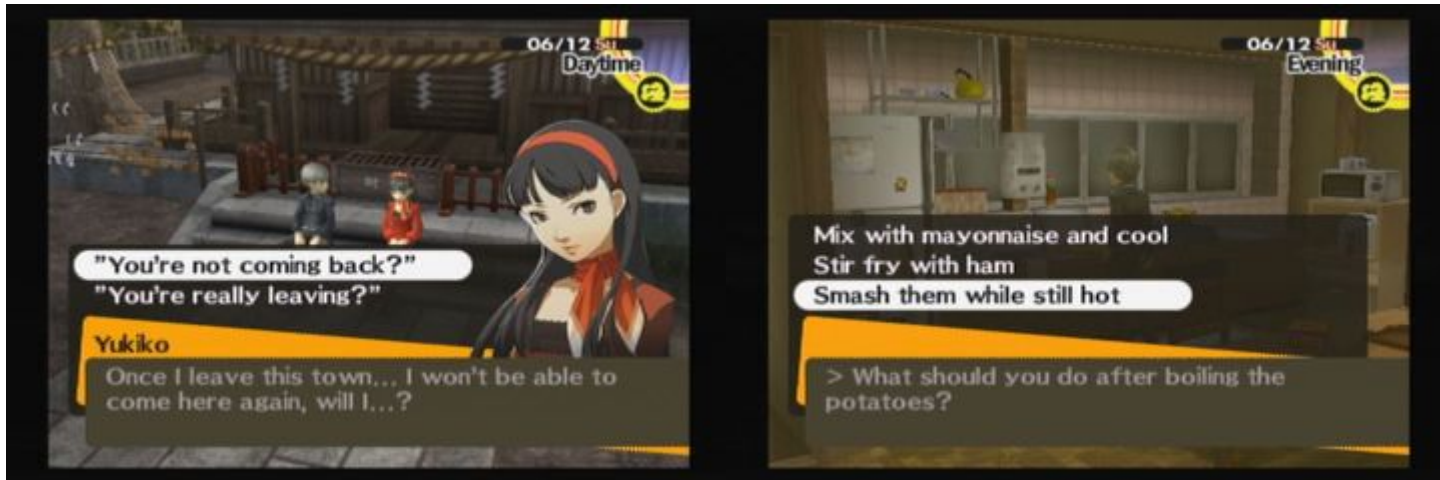 06/12 Su
Daytime
"You're not coming back?"
"You're really leaving?"
Yukiko
Once I leave this town... I won't be able to
come here again, will I...?
06/12 Su
Evening
Mix with mayonnaise and cool
Stir fry with ham
Smash them while still hot
> What should you do after boiling the
potatoes?